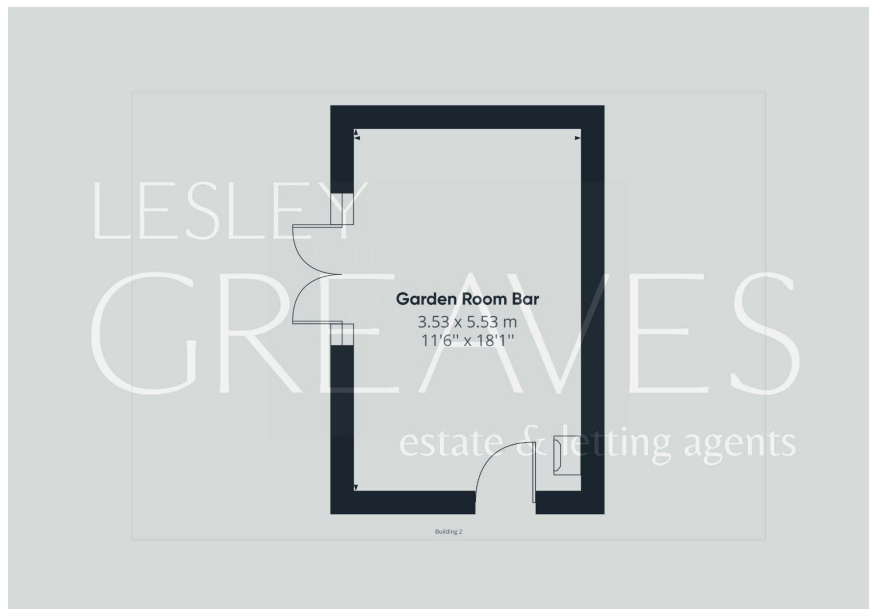 LESLEY
GREAVES
estate & letting agents
Garden Room Bar
3.53 x 5.53 m
11'6'' x 18'1''
Building 2